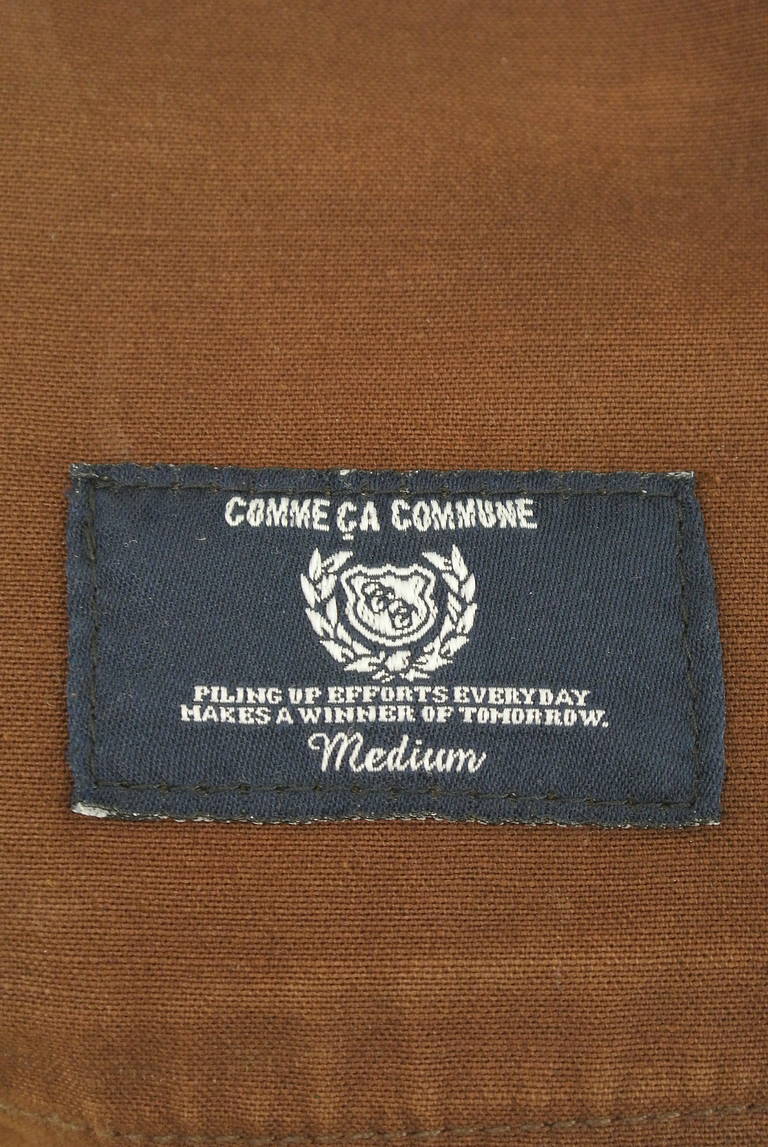 COMME ÇA COMMUNE
PILING UP EFFORTS EVERYDAY
MAKES A WINNER OF TOMORROW.
Medium